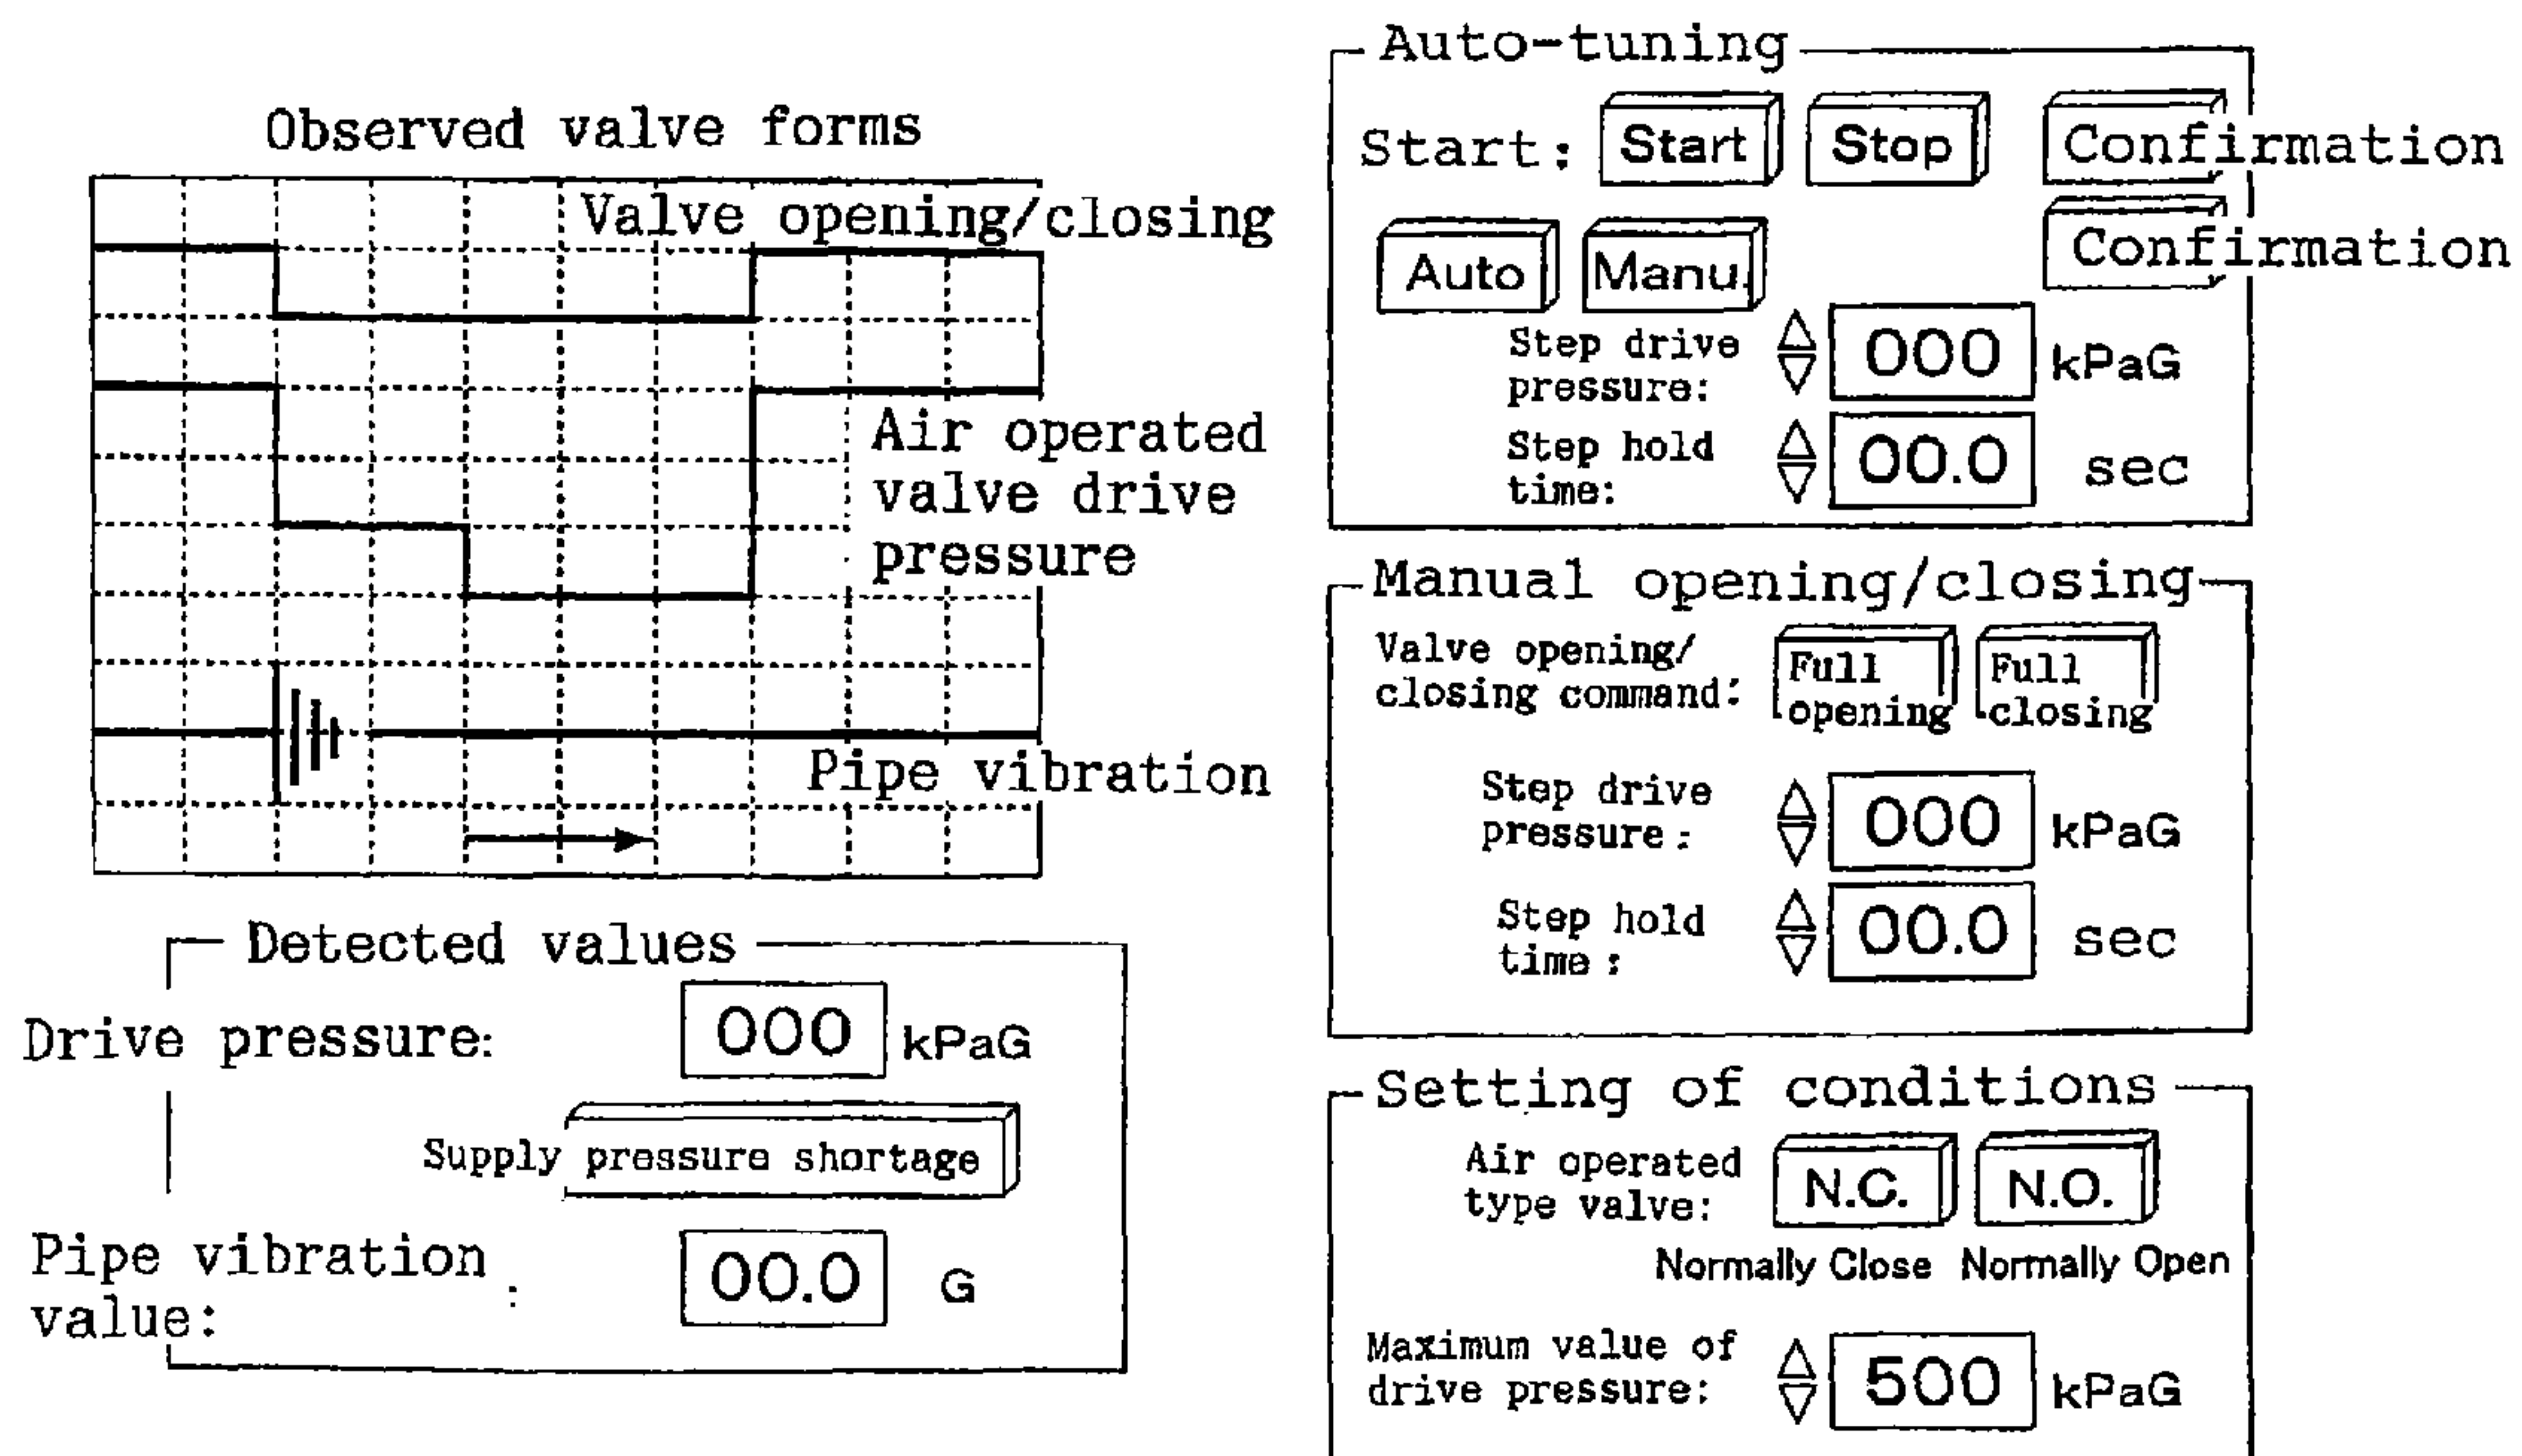 Observed valve forms
Valve opening/closing
Air operated
valve drive
pressure
Pipe vibration
Detected values
Drive pressure:
000 kPaG
Supply pressure shortage
Pipe vibration :
value:
00.0 G
Auto-tuning
Start: Start Stop Confirmation
Auto Manu. Confirmation
Step drive
pressure:
000 kPaG
Step hold
time:
00.0 sec
Manual opening/closing
Valve opening/
closing command:
Full
opening
Full
closing
Step drive
pressure:
000 kPaG
Step hold
time:
00.0 sec
Setting of conditions
Air operated
type valve:
N.C. N.O.
Normally Close Normally Open
Maximum value of
drive pressure:
500 kPaG